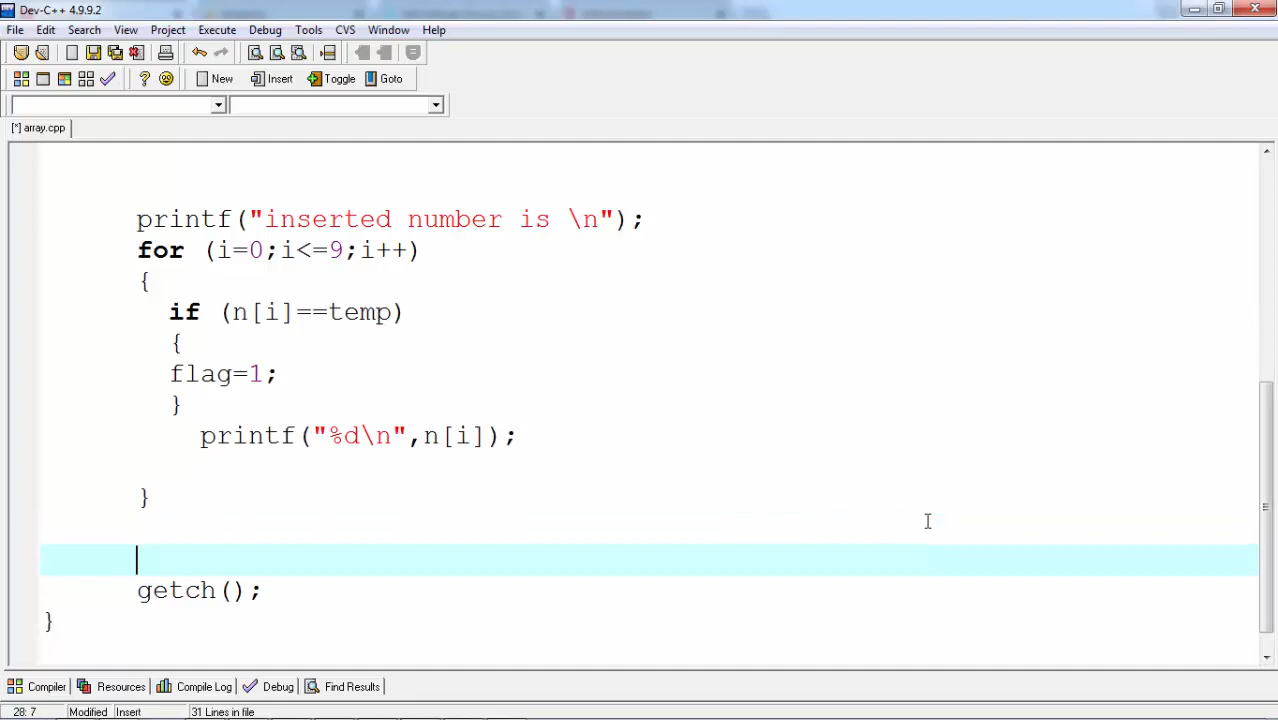 Dev-C++ 4.9.9.2
File Edit Search View Project Execute Debug Tools CVS Window Help
New Insert Toggle Goto
[*] array.cpp
printf("inserted number is \n");
for (i=0;i<=9;i++)
{
if (n[i]==temp)
{
flag=1;
}
printf("%d\n",n[i]);
}
getch();
}
Compiler Resources Compile Log Debug Find Results
28: 7 Modified Insert 31 Lines in file